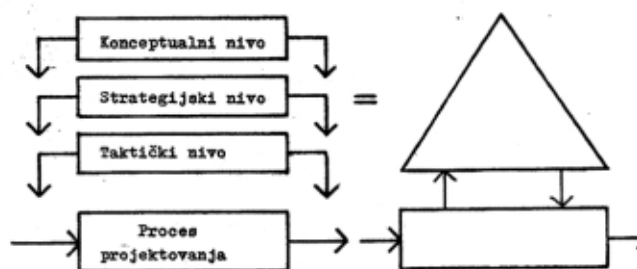 Konceptualni nivo
Strategijski nivo
=
Taktički nivo
Proces
projektovanja